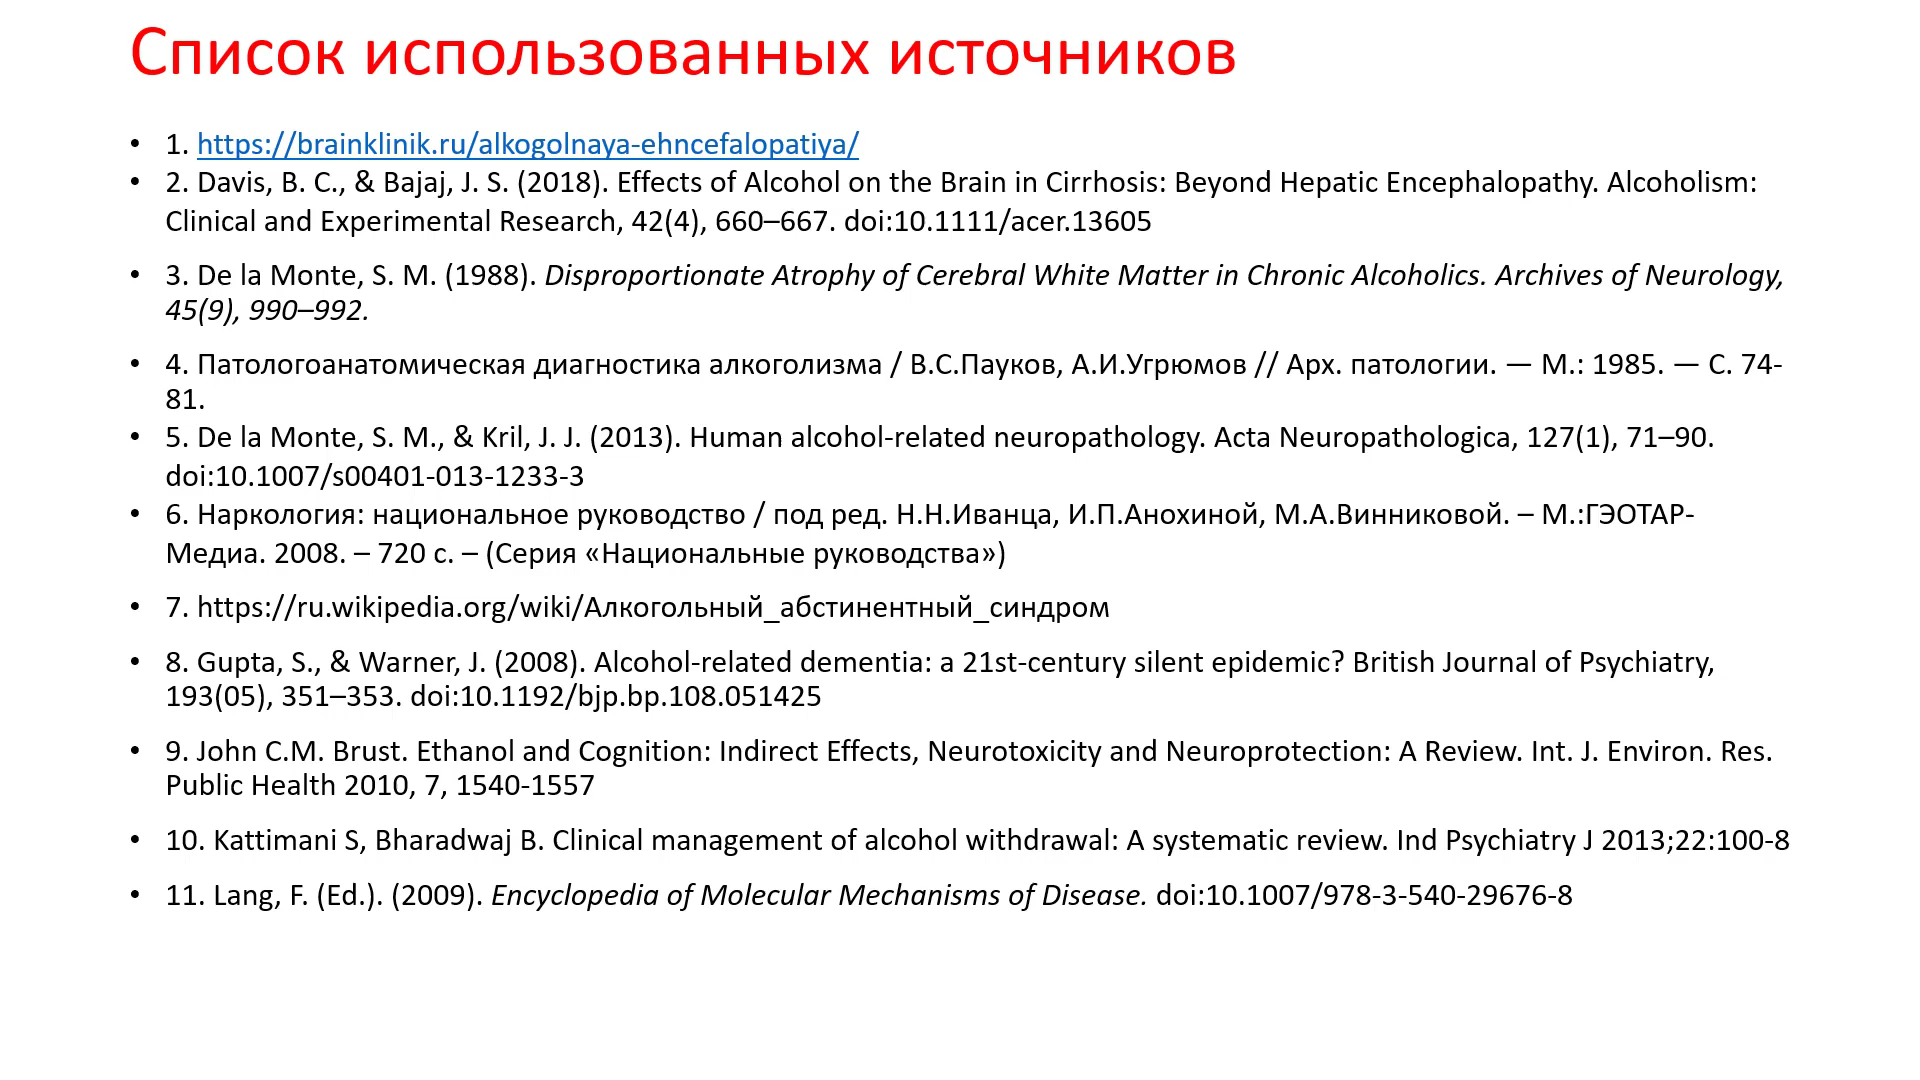 Список использованных источников
• 1. https://brainklinik.ru/alkogolnaya-ehncefalopatiya/
• 2. Davis, B. C., & Bajaj, J. S. (2018). Effects of Alcohol on the Brain in Cirrhosis: Beyond Hepatic Encephalopathy. Alcoholism:
Clinical and Experimental Research, 42(4), 660–667. doi:10.1111/acer.13605
• 3. De la Monte, S. M. (1988). Disproportionate Atrophy of Cerebral White Matter in Chronic Alcoholics. Archives of Neurology,
45(9), 990–992.
• 4. Патологоанатомическая диагностика алкоголизма / В.С.Пауков, А.И.Угрюмов // Арх. патологии. — М.: 1985. — С. 74-
81.
• 5. De la Monte, S. M., & Kril, J. J. (2013). Human alcohol-related neuropathology. Acta Neuropathologica, 127(1), 71–90.
doi:10.1007/s00401-013-1233-3
• 6. Наркология: национальное руководство / под ред. Н.Н.Иванца, И.П.Анохиной, М.А.Винниковой. – М.:ГЭОТАР-
Медиа. 2008. – 720 с. – (Серия «Национальные руководства»)
• 7. https://ru.wikipedia.org/wiki/Алкогольный_абстинентный_синдром
• 8. Gupta, S., & Warner, J. (2008). Alcohol-related dementia: a 21st-century silent epidemic? British Journal of Psychiatry,
193(05), 351–353. doi:10.1192/bjp.bp.108.051425
• 9. John C.M. Brust. Ethanol and Cognition: Indirect Effects, Neurotoxicity and Neuroprotection: A Review. Int. J. Environ. Res.
Public Health 2010, 7, 1540-1557
• 10. Kattimani S, Bharadwaj B. Clinical management of alcohol withdrawal: A systematic review. Ind Psychiatry J 2013;22:100-8
• 11. Lang, F. (Ed.). (2009). Encyclopedia of Molecular Mechanisms of Disease. doi:10.1007/978-3-540-29676-8